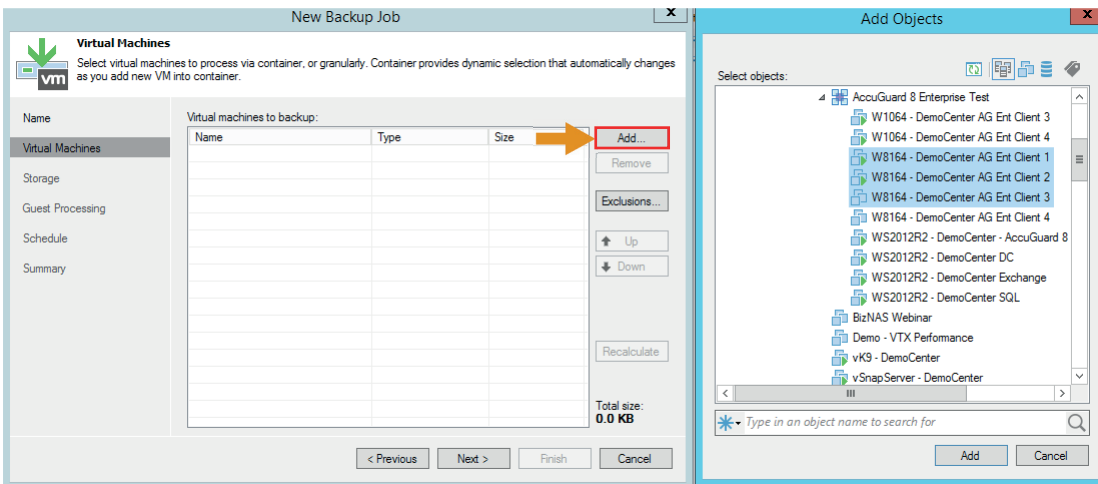 New Backup Job
x
Virtual Machines
Select virtual machines to process via container, or granularly. Container provides dynamic selection that automatically changes
as you add new VM into container.
vm
Name
Virtual Machines
Storage
Guest Processing
Schedule
Summary
Virtual machines to backup:
Name Type Size
Add...
Remove
Exclusions...
Up
Down
Recalculate
Total size:
0.0 KB
< Previous Next > Finish Cancel
Add Objects
x
Select objects:
AccuGuard 8 Enterprise Test
W1064 - DemoCenter AG Ent Client 3
W1064 - DemoCenter AG Ent Client 4
W8164 - DemoCenter AG Ent Client 1
W8164 - DemoCenter AG Ent Client 2
W8164 - DemoCenter AG Ent Client 3
W8164 - DemoCenter AG Ent Client 4
WS2012R2 - DemoCenter - AccuGuard 8
WS2012R2 - DemoCenter DC
WS2012R2 - DemoCenter Exchange
WS2012R2 - DemoCenter SQL
BizNAS Webinar
Demo - VTX Performance
vK9 - DemoCenter
vSnapServer - DemoCenter
Type in an object name to search for
Add Cancel